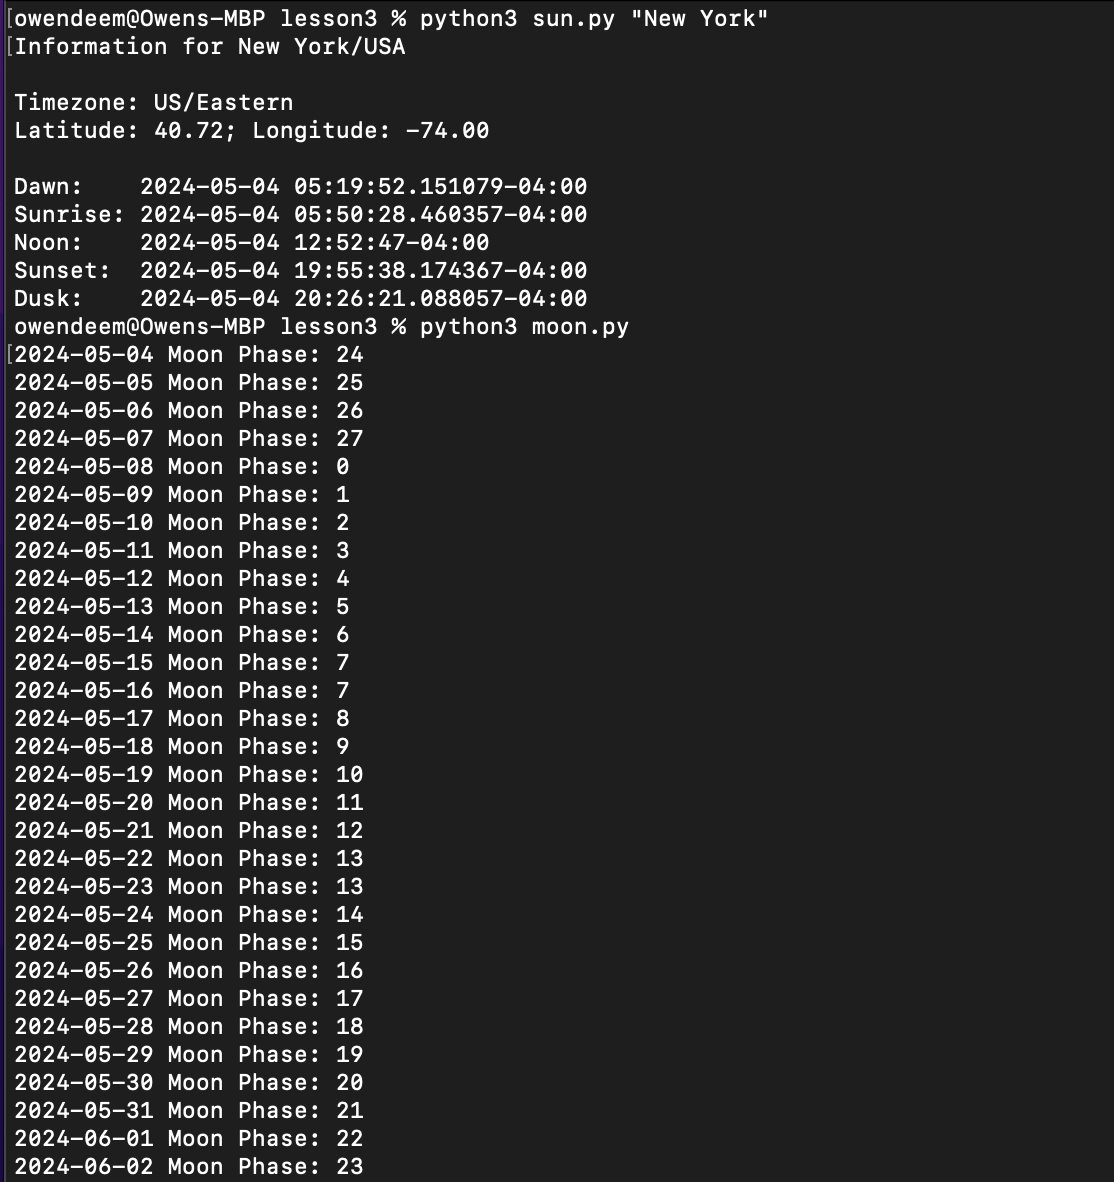 [owendeem@Owens-MBP lesson3 % python3 sun.py "New York"
[Information for New York/USA

Timezone: US/Eastern
Latitude: 40.72; Longitude: -74.00

Dawn:    2024-05-04 05:19:52.151079-04:00
Sunrise: 2024-05-04 05:50:28.460357-04:00
Noon:    2024-05-04 12:52:47-04:00
Sunset:  2024-05-04 19:55:38.174367-04:00
Dusk:    2024-05-04 20:26:21.088057-04:00
owendeem@Owens-MBP lesson3 % python3 moon.py
[2024-05-04 Moon Phase: 24
2024-05-05 Moon Phase: 25
2024-05-06 Moon Phase: 26
2024-05-07 Moon Phase: 27
2024-05-08 Moon Phase: 0
2024-05-09 Moon Phase: 1
2024-05-10 Moon Phase: 2
2024-05-11 Moon Phase: 3
2024-05-12 Moon Phase: 4
2024-05-13 Moon Phase: 5
2024-05-14 Moon Phase: 6
2024-05-15 Moon Phase: 7
2024-05-16 Moon Phase: 7
2024-05-17 Moon Phase: 8
2024-05-18 Moon Phase: 9
2024-05-19 Moon Phase: 10
2024-05-20 Moon Phase: 11
2024-05-21 Moon Phase: 12
2024-05-22 Moon Phase: 13
2024-05-23 Moon Phase: 13
2024-05-24 Moon Phase: 14
2024-05-25 Moon Phase: 15
2024-05-26 Moon Phase: 16
2024-05-27 Moon Phase: 17
2024-05-28 Moon Phase: 18
2024-05-29 Moon Phase: 19
2024-05-30 Moon Phase: 20
2024-05-31 Moon Phase: 21
2024-06-01 Moon Phase: 22
2024-06-02 Moon Phase: 23